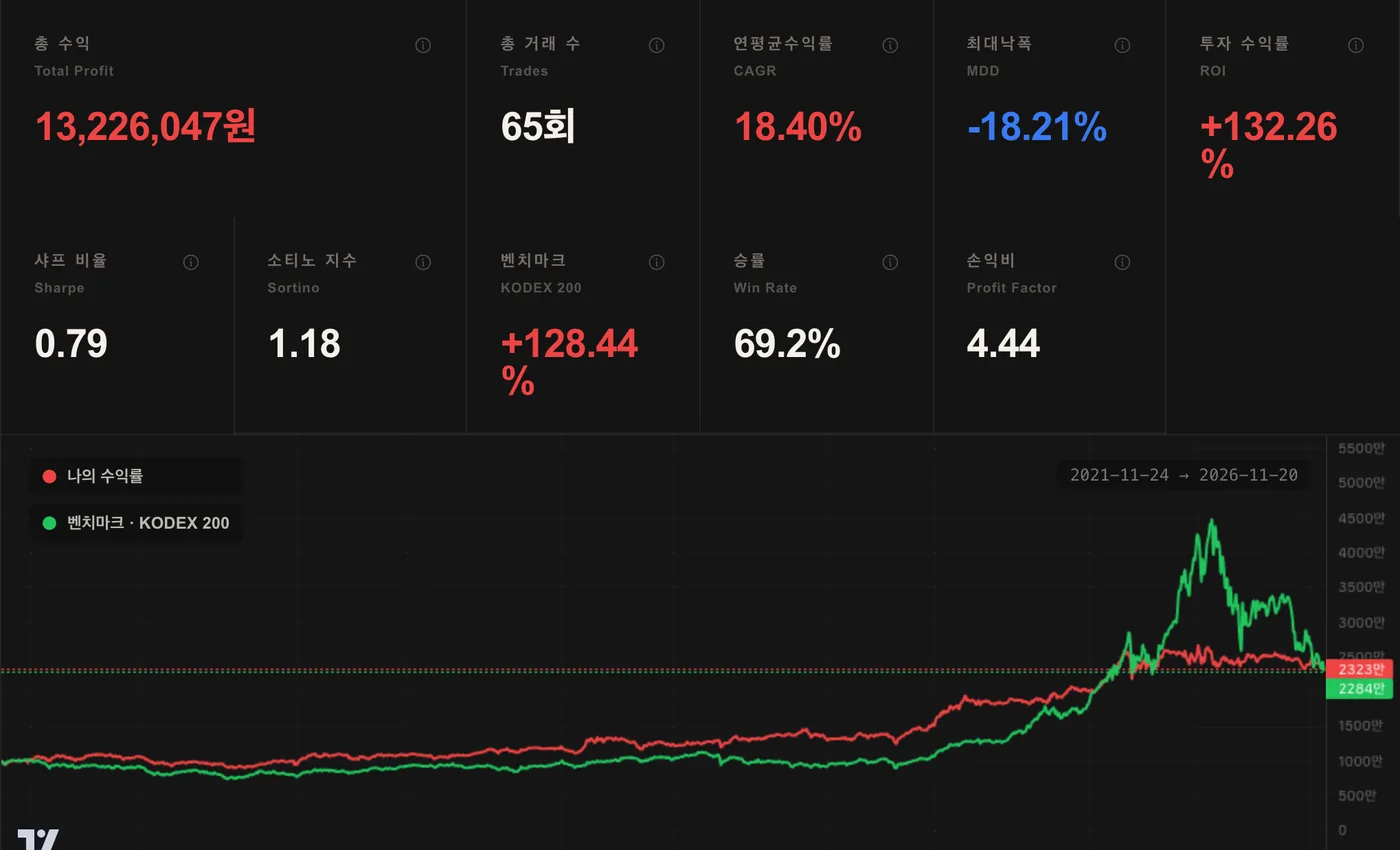 총 수익
Total Profit
13,226,047원
총 거래 수
Trades
65회
연평균수익률
CAGR
18.40%
최대낙폭
MDD
-18.21%
투자 수익률
ROI
+132.26
%
샤프 비율
Sharpe
0.79
소티노 지수
Sortino
1.18
벤치마크
KODEX 200
+128.44
%
승률
Win Rate
69.2%
손익비
Profit Factor
4.44
나의 수익률
벤치마크 · KODEX 200
2021-11-24 → 2026-11-20
5500만
5000만
4500만
4000만
3500만
3000만
2500만
2323만
2284만
1500만
1000만
500만
0